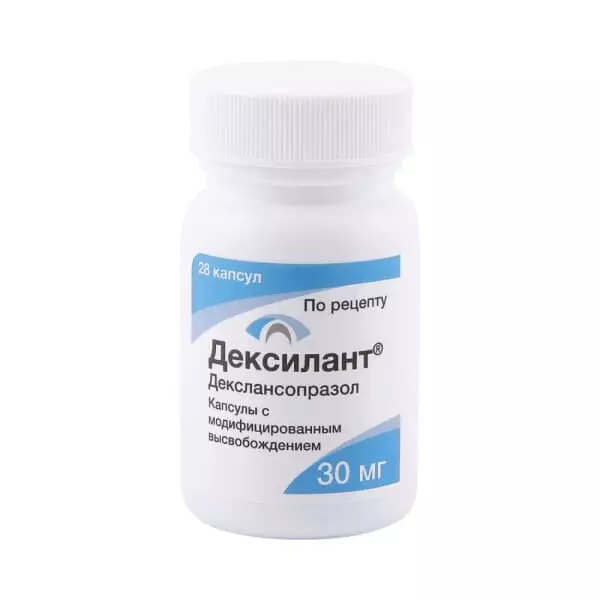 28 капсул
По рецепту
Дексилант®
Декслансопразол
Капсулы с
модифицированным
высвобождением
30 мг